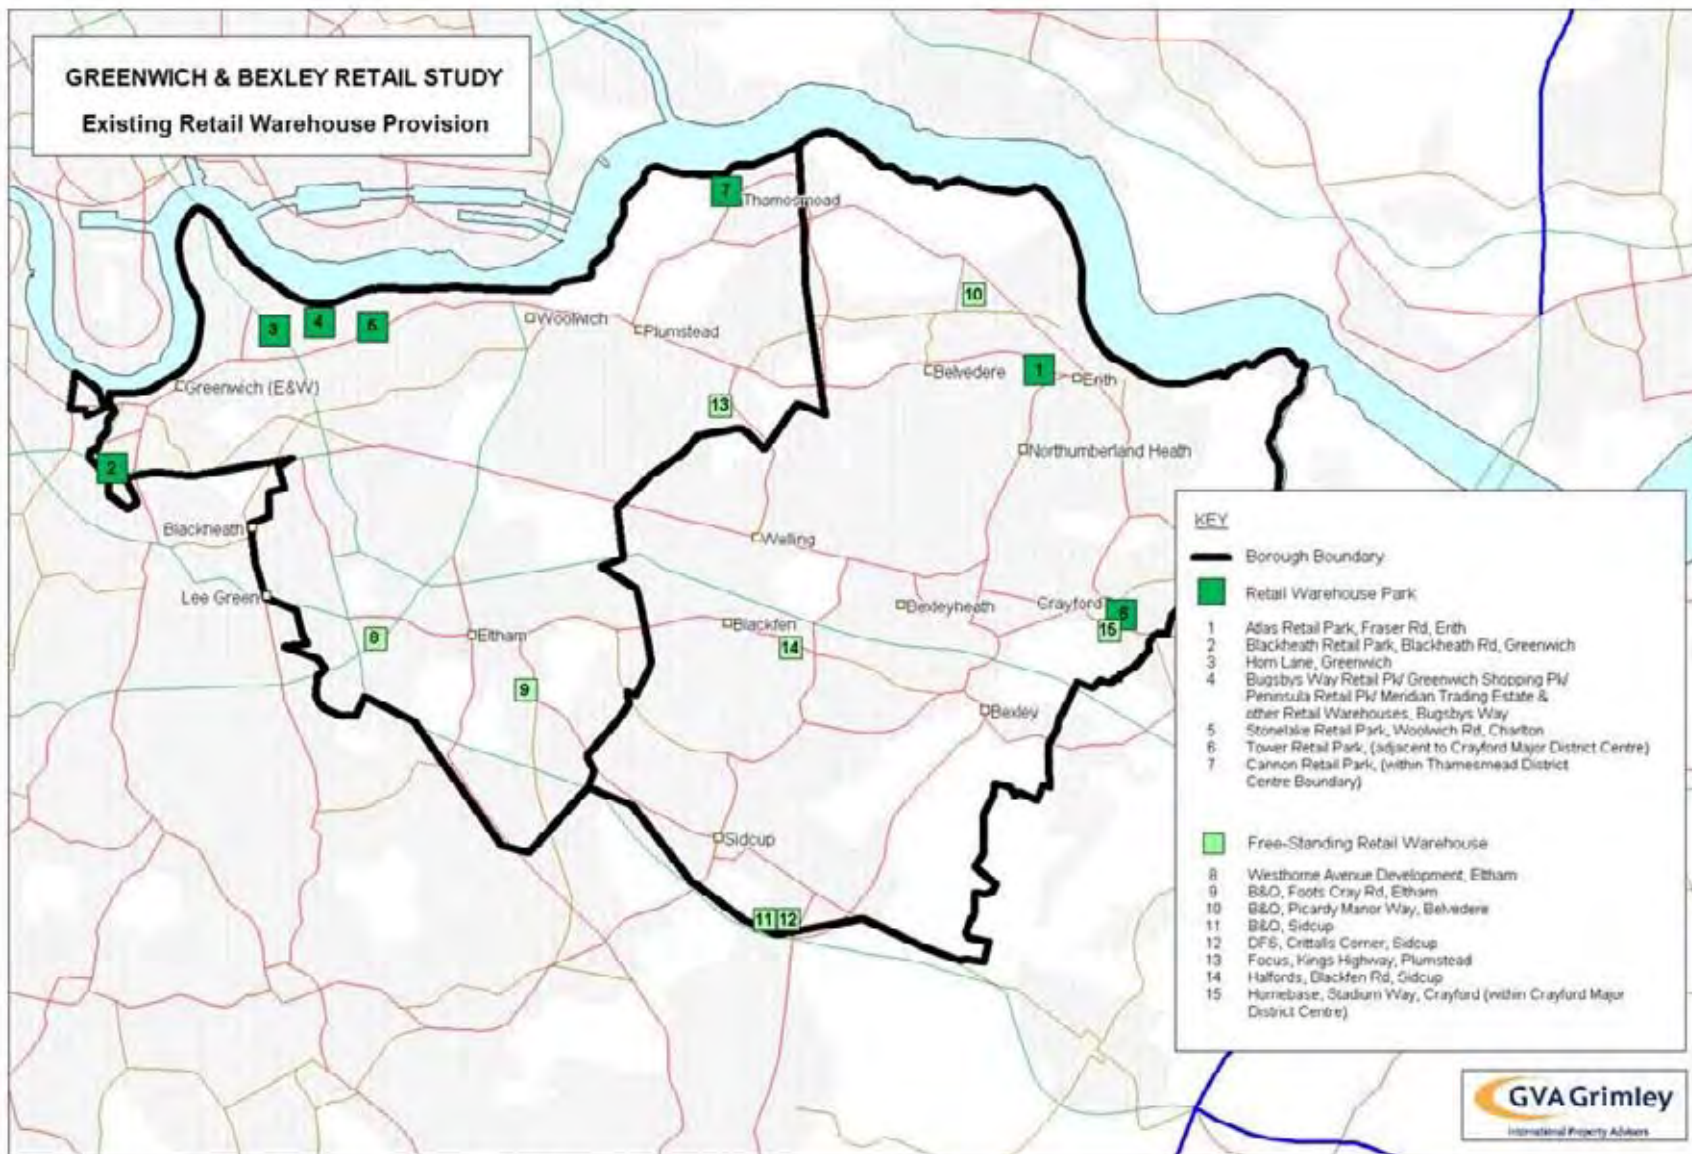 GREENWICH & BEXLEY RETAIL STUDY
Existing Retail Warehouse Provision
7
Thamesmead
10
3
4
5
Woolwich
Plumstead
Greenwich (E&W)
13
Belvedere
1
Erith
2
Northumberland Heath
Blackheath
Welling
Lee Green
Bexleyheath
Crayford
6
15
8
Eltham
Blackfen
14
9
Bexley
Sidcup
11
12
KEY
Borough Boundary
Retail Warehouse Park
1 Atlas Retail Park, Fraser Rd, Erith
2 Blackheath Retail Park, Blackheath Rd, Greenwich
3 Horn Lane, Greenwich
4 Bugsbys Way Retail Pk/ Greenwich Shopping Pk/
Peninsula Retail Pk/ Meridian Trading Estate &
other Retail Warehouses, Bugsbys Way
5 Stonelake Retail Park, Woolwich Rd, Charlton
6 Tower Retail Park, (adjacent to Crayford Major District Centre)
7 Cannon Retail Park, (within Thamesmead District
Centre Boundary)
Free-Standing Retail Warehouse
8 Westhorne Avenue Development, Eltham
9 B&Q, Foots Cray Rd, Eltham
10 B&Q, Picardy Manor Way, Belvedere
11 B&Q, Sidcup
12 DFS, Crittalls Corner, Sidcup
13 Focus, Kings Highway, Plumstead
14 Halfords, Blackfen Rd, Sidcup
15 Homebase, Stadium Way, Crayford (within Crayford Major
District Centre)
GVA Grimley
International Property Advisers